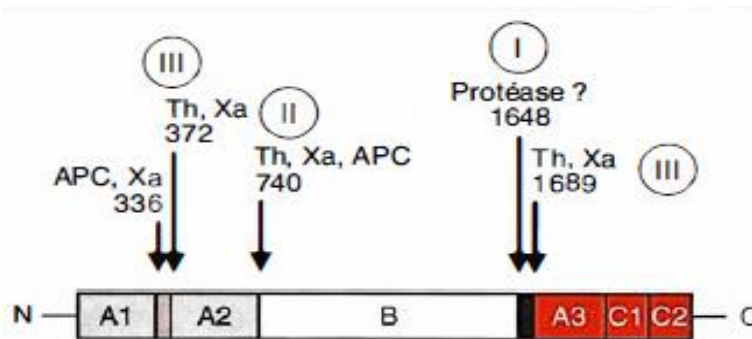 I
III
Protéase ?
1648
Th, Xa
372
II
Th, Xa, APC
740
Th, Xa
1689
III
APC, Xa
336
N
A1
A2
B
A3
C1
C2
C